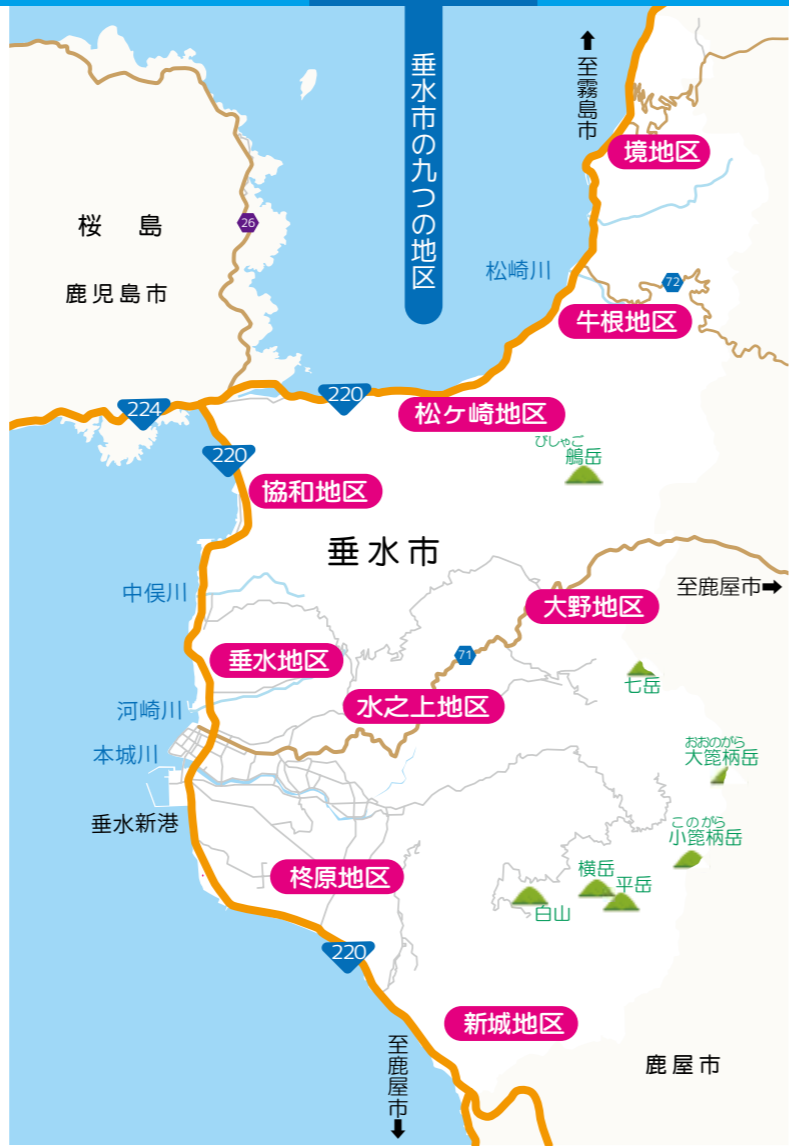 垂水市の九つの地区
至霧島市
境地区
桜 島
26
鹿児島市
松崎川
72
牛根地区
220
224
松ヶ崎地区
220
びしゃご
鵃岳
協和地区
垂水市
中俣川
大野地区
至鹿屋市
垂水地区
71
七岳
水之上地区
河崎川
本城川
おおのがら
大箆柄岳
垂水新港
このがら
小箆柄岳
柊原地区
横岳
平岳
白山
220
新城地区
至鹿屋市
鹿屋市